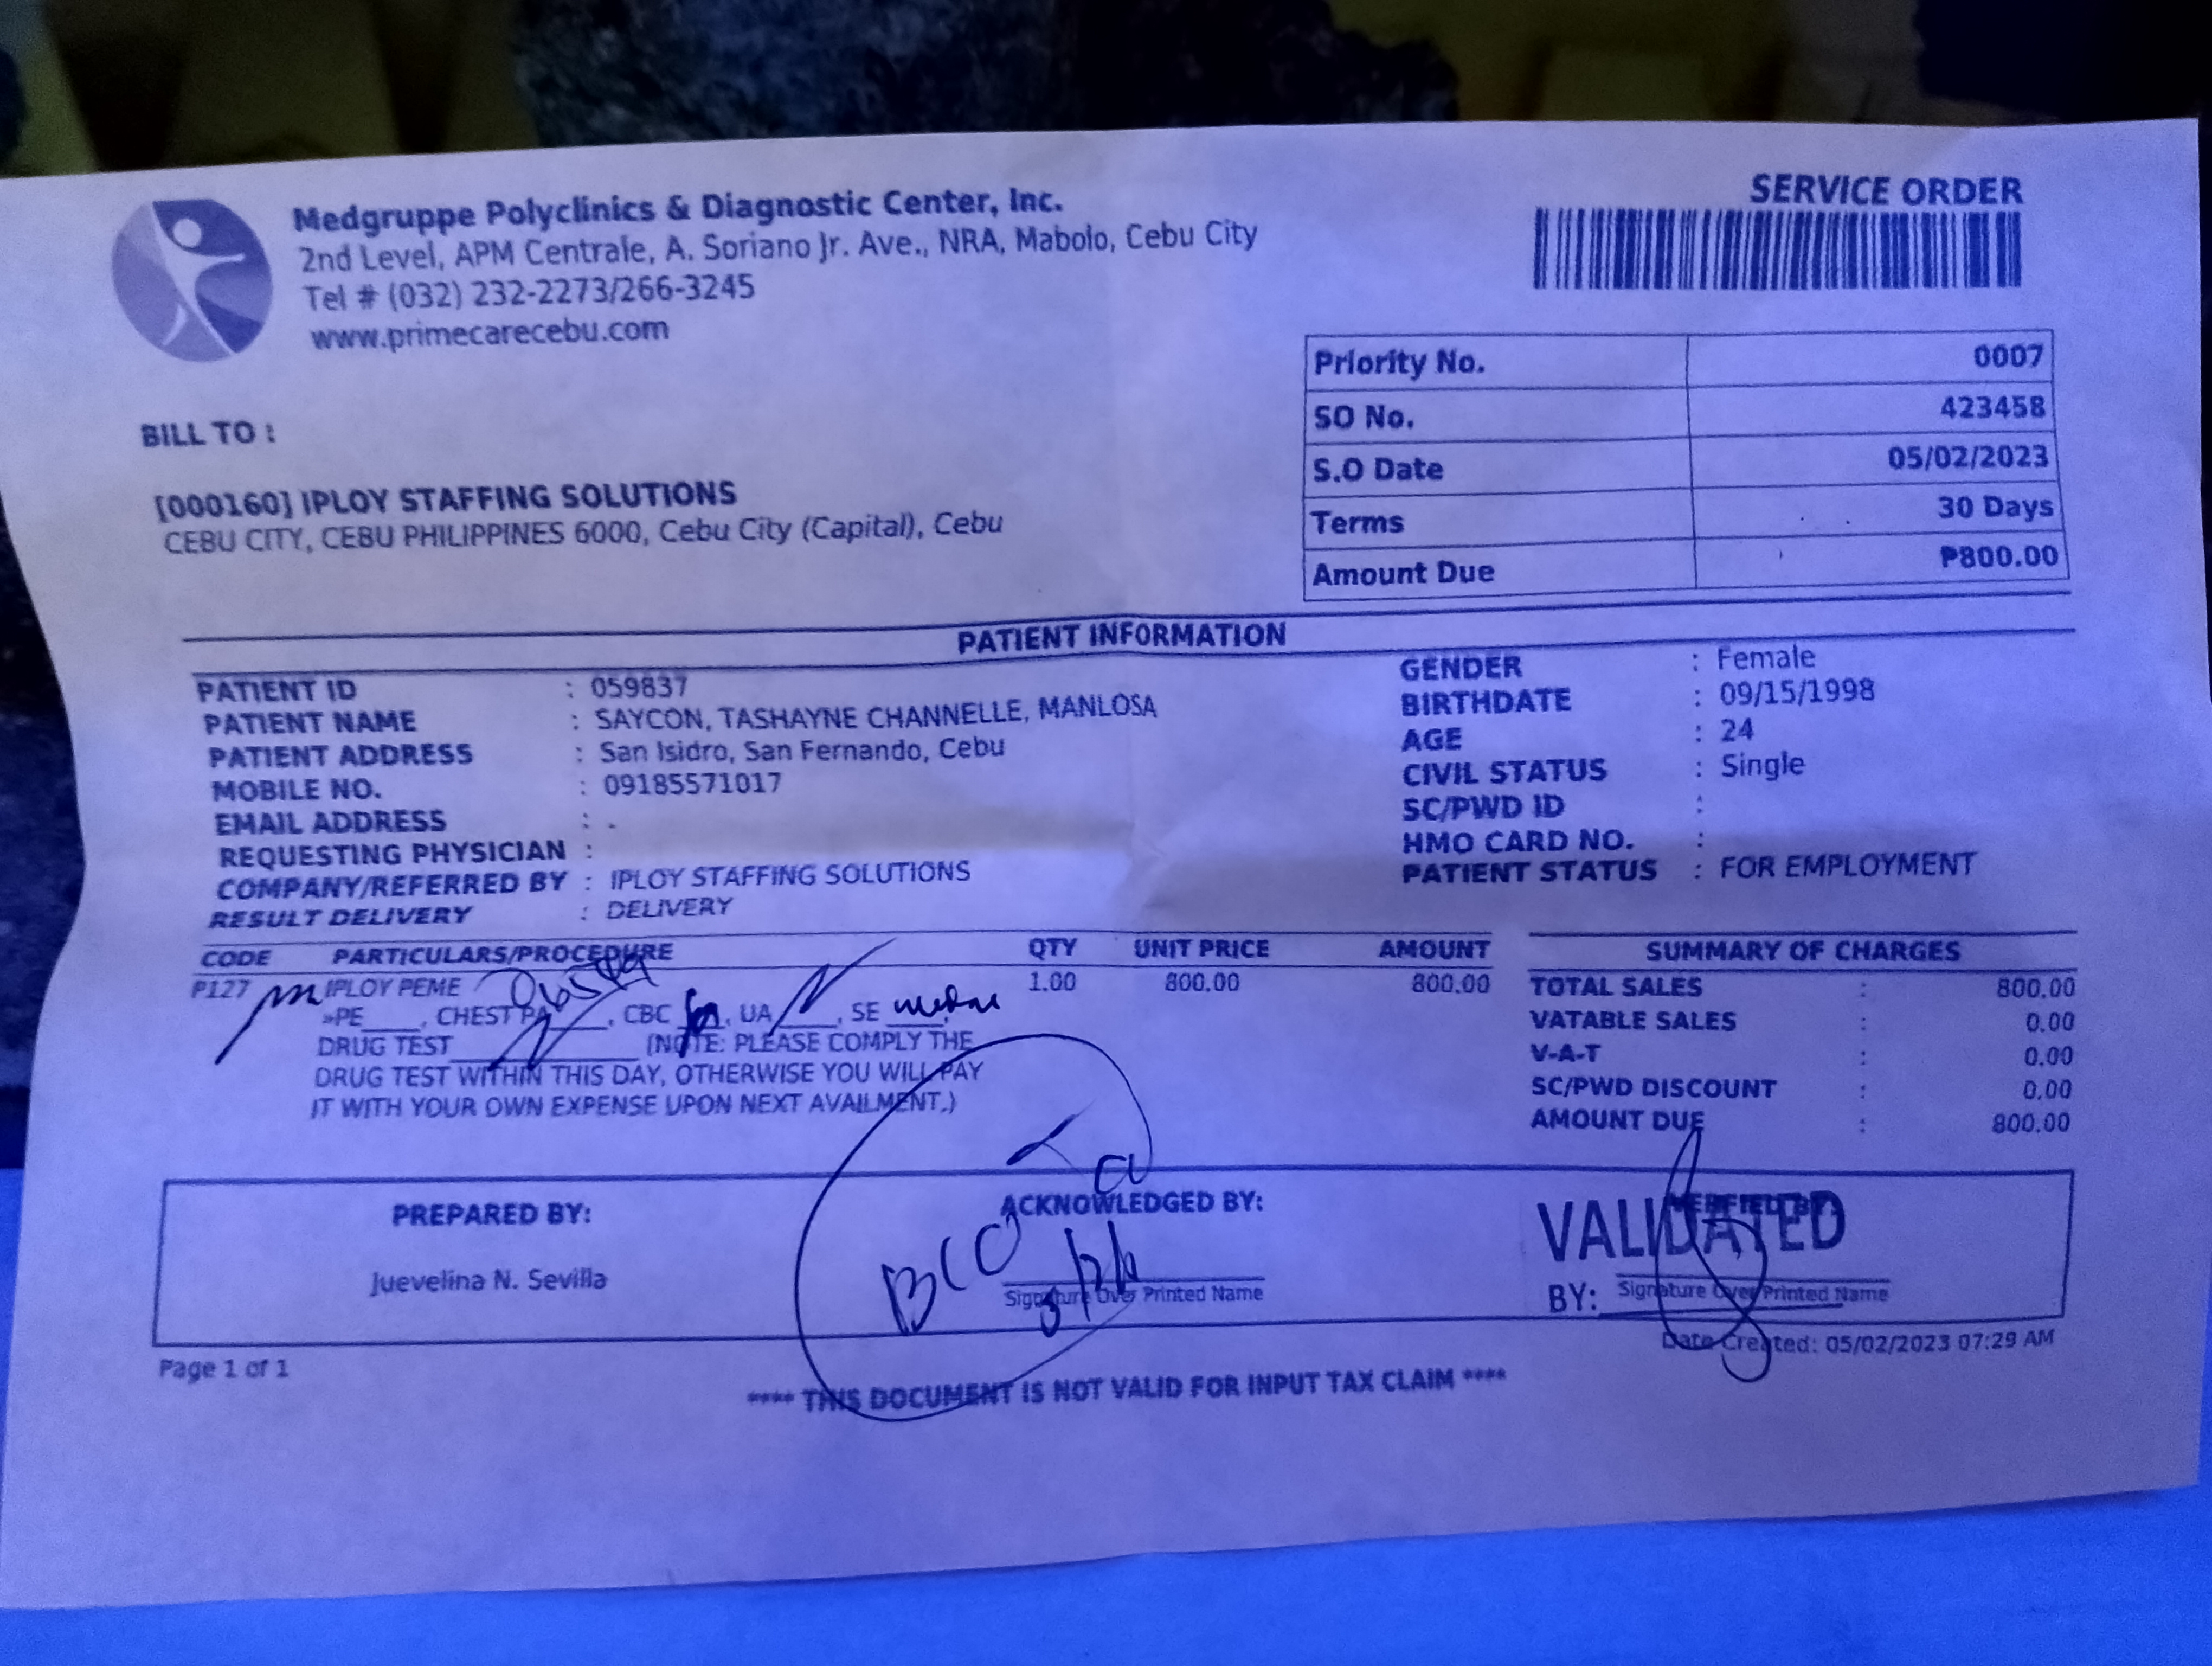 Medgruppe Polyclinics & Diagnostic Center, Inc.
2nd Level, APM Centrale, A. Soriano Jr. Ave., NRA, Mabolo, Cebu City
Tel # (032) 232-2273/266-3245
www.primecarecebu.com
SERVICE ORDER
Priority No. 0007
SO No. 423458
S.O Date 05/02/2023
Terms 30 Days
Amount Due ₱800.00
BILL TO :
[000160] IPLOY STAFFING SOLUTIONS
CEBU CITY, CEBU PHILIPPINES 6000, Cebu City (Capital), Cebu
PATIENT INFORMATION
PATIENT ID : 059837
PATIENT NAME : SAYCON, TASHAYNE CHANNELLE, MANLOSA
PATIENT ADDRESS : San Isidro, San Fernando, Cebu
MOBILE NO. : 09185571017
EMAIL ADDRESS : .
REQUESTING PHYSICIAN :
COMPANY/REFERRED BY : IPLOY STAFFING SOLUTIONS
RESULT DELIVERY : DELIVERY
GENDER : Female
BIRTHDATE : 09/15/1998
AGE : 24
CIVIL STATUS : Single
SC/PWD ID :
HMO CARD NO. :
PATIENT STATUS : FOR EMPLOYMENT
CODE PARTICULARS/PROCEDURE QTY UNIT PRICE AMOUNT
P127 IPLOY PEME 1.00 800.00 800.00
»PE____, CHEST PA____, CBC ____, UA ____, SE ____,
DRUG TEST____ (NOTE: PLEASE COMPLY THE
DRUG TEST WITHIN THIS DAY, OTHERWISE YOU WILL PAY
IT WITH YOUR OWN EXPENSE UPON NEXT AVAILMENT.)
SUMMARY OF CHARGES
TOTAL SALES : 800.00
VATABLE SALES : 0.00
V-A-T : 0.00
SC/PWD DISCOUNT : 0.00
AMOUNT DUE : 800.00
PREPARED BY:
Juevelina N. Sevilla
ACKNOWLEDGED BY:
Signature Over Printed Name
VERIFIED BY:
VALIDATED
BY:
Signature Over Printed Name
Date Created: 05/02/2023 07:29 AM
Page 1 of 1
**** THIS DOCUMENT IS NOT VALID FOR INPUT TAX CLAIM ****